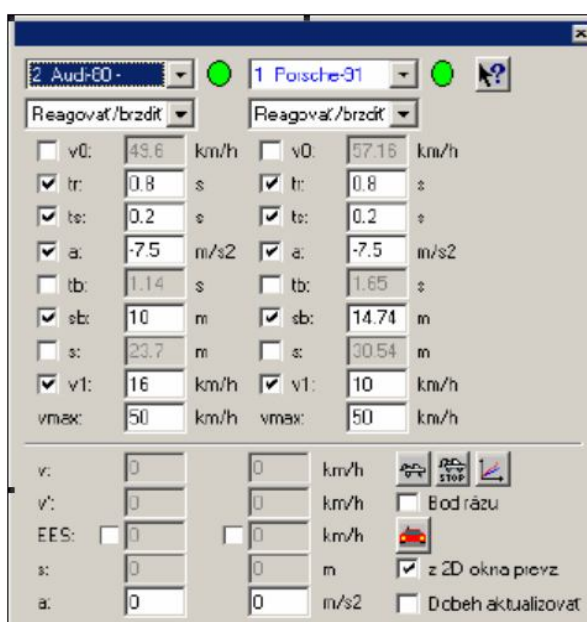 2 Audi-80 - 1 Porsche-91
Reagovať/brzdiť Reagovať/brzdiť
v0: 49.6 km/h v0: 57.16 km/h
tr: 0.8 s tr: 0.8 s
ts: 0.2 s ts: 0.2 s
a: -7.5 m/s2 a: -7.5 m/s2
tb: 1.14 s tb: 1.65 s
sb: 10 m sb: 14.74 m
s: 23.7 m s: 30.54 m
v1: 16 km/h v1: 10 km/h
vmax: 50 km/h vmax: 50 km/h
v: 0 0 km/h STOP
v': 0 0 km/h Bod rázu
EES: 0 0 km/h
s: 0 0 m z 2D okna prevz.
a: 0 0 m/s2 Dobeh aktualizovať